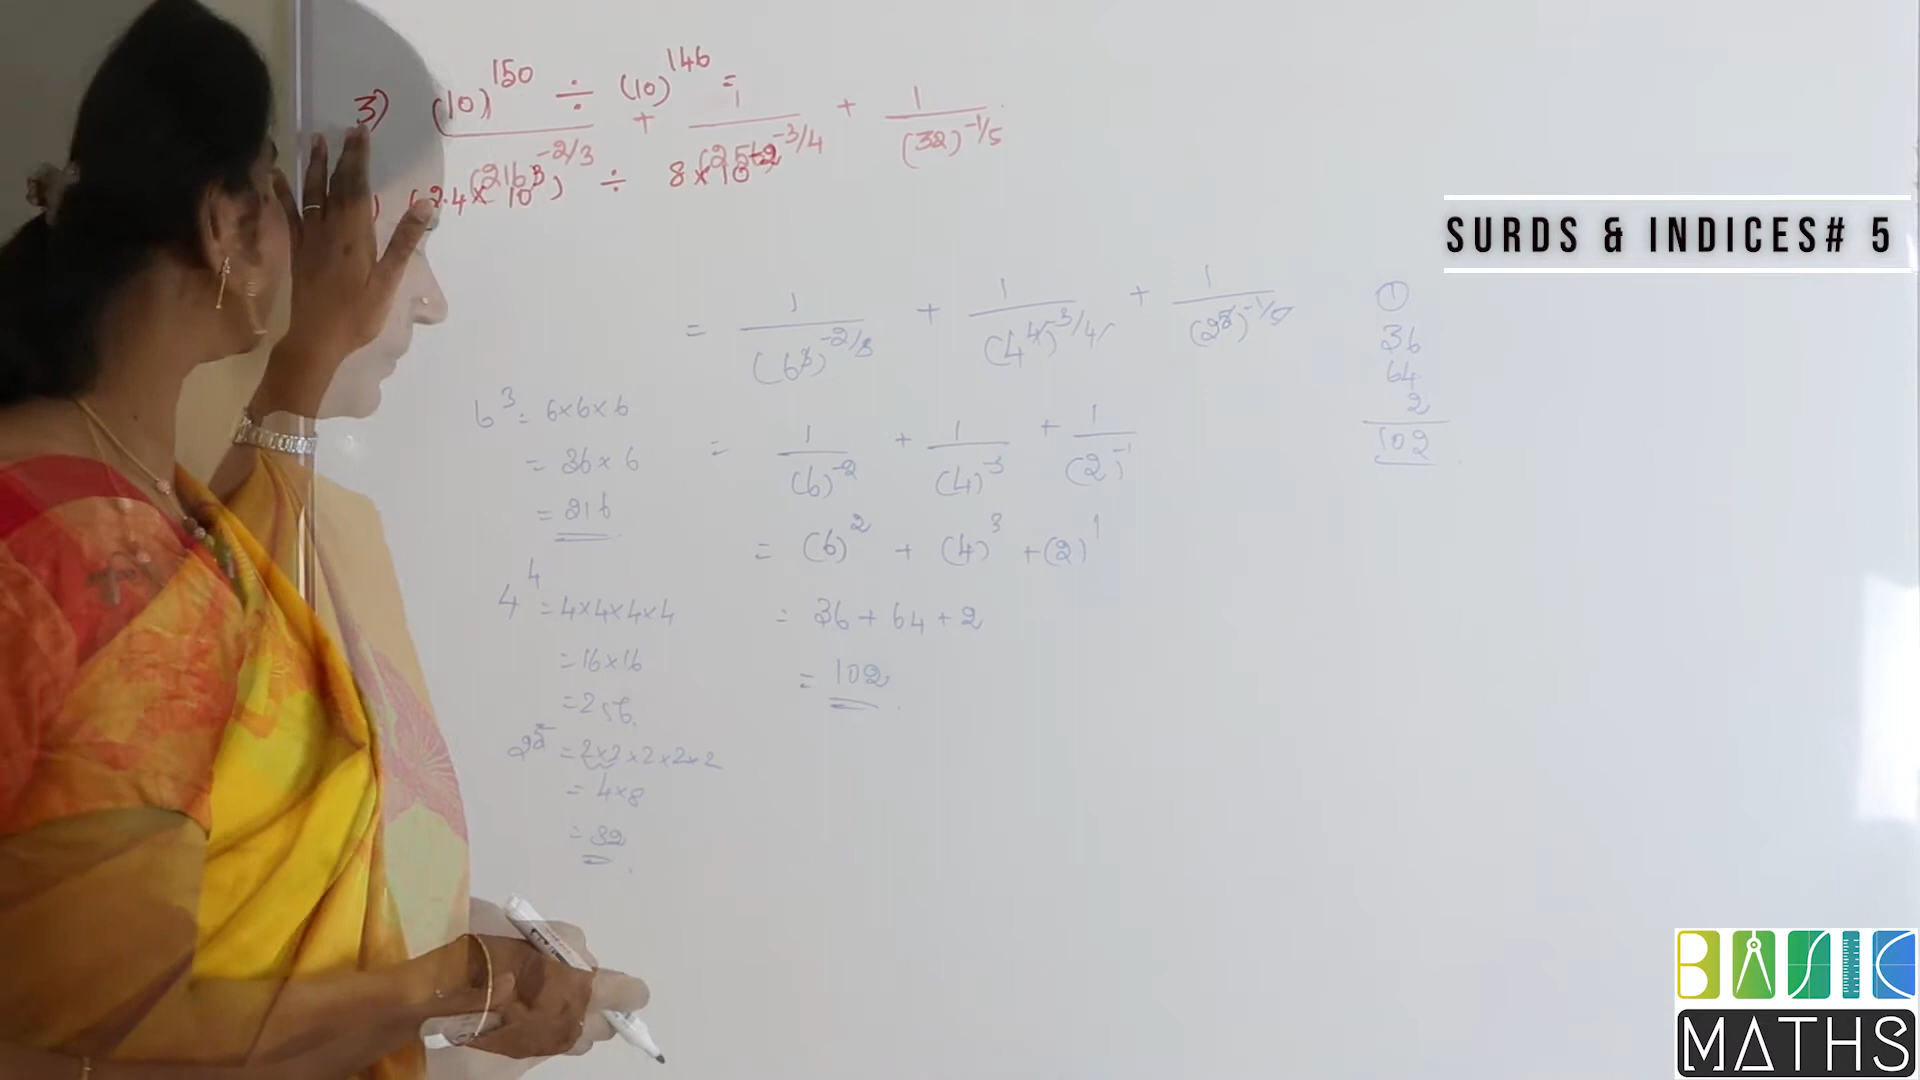 3) (10)^150 ÷ (10)^146 =
1/(216)^-2/3 + 1/(256)^-3/4 + 1/(32)^-1/5
(2.4 × 10^3) ÷ 8 × 10^-2
SURDS & INDICES# 5
= 1/(6^3)^-2/3 + 1/(4^4)^-3/4 + 1/(2^5)^-1/5
= 1/(6)^-2 + 1/(4)^-3 + 1/(2)^-1
= (6)^2 + (4)^3 + (2)^1
= 36 + 64 + 2
= 102
6^3 = 6×6×6
= 36×6
= 216
4^4 = 4×4×4×4
= 16×16
= 256
2^5 = 2×2×2×2×2
= 4×8
= 32
①
36
64
2
102
BASIC
MATHS